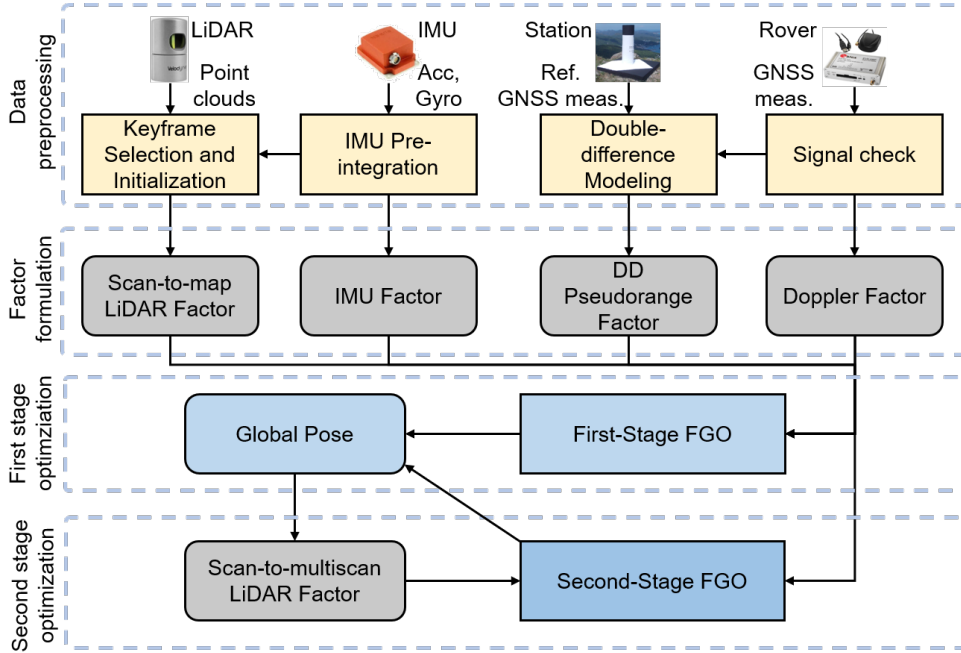 Data
preprocessing
LiDAR
Point
clouds
IMU
Acc,
Gyro
Station
Ref.
GNSS meas.
Rover
GNSS
meas.
Keyframe
Selection and
Initialization
IMU Pre-
integration
Double-
difference
Modeling
Signal check
Factor
formulation
Scan-to-map
LiDAR Factor
IMU Factor
DD
Pseudorange
Factor
Doppler Factor
First stage
optimziation
Global Pose
First-Stage FGO
Second stage
optimization
Scan-to-multiscan
LiDAR Factor
Second-Stage FGO